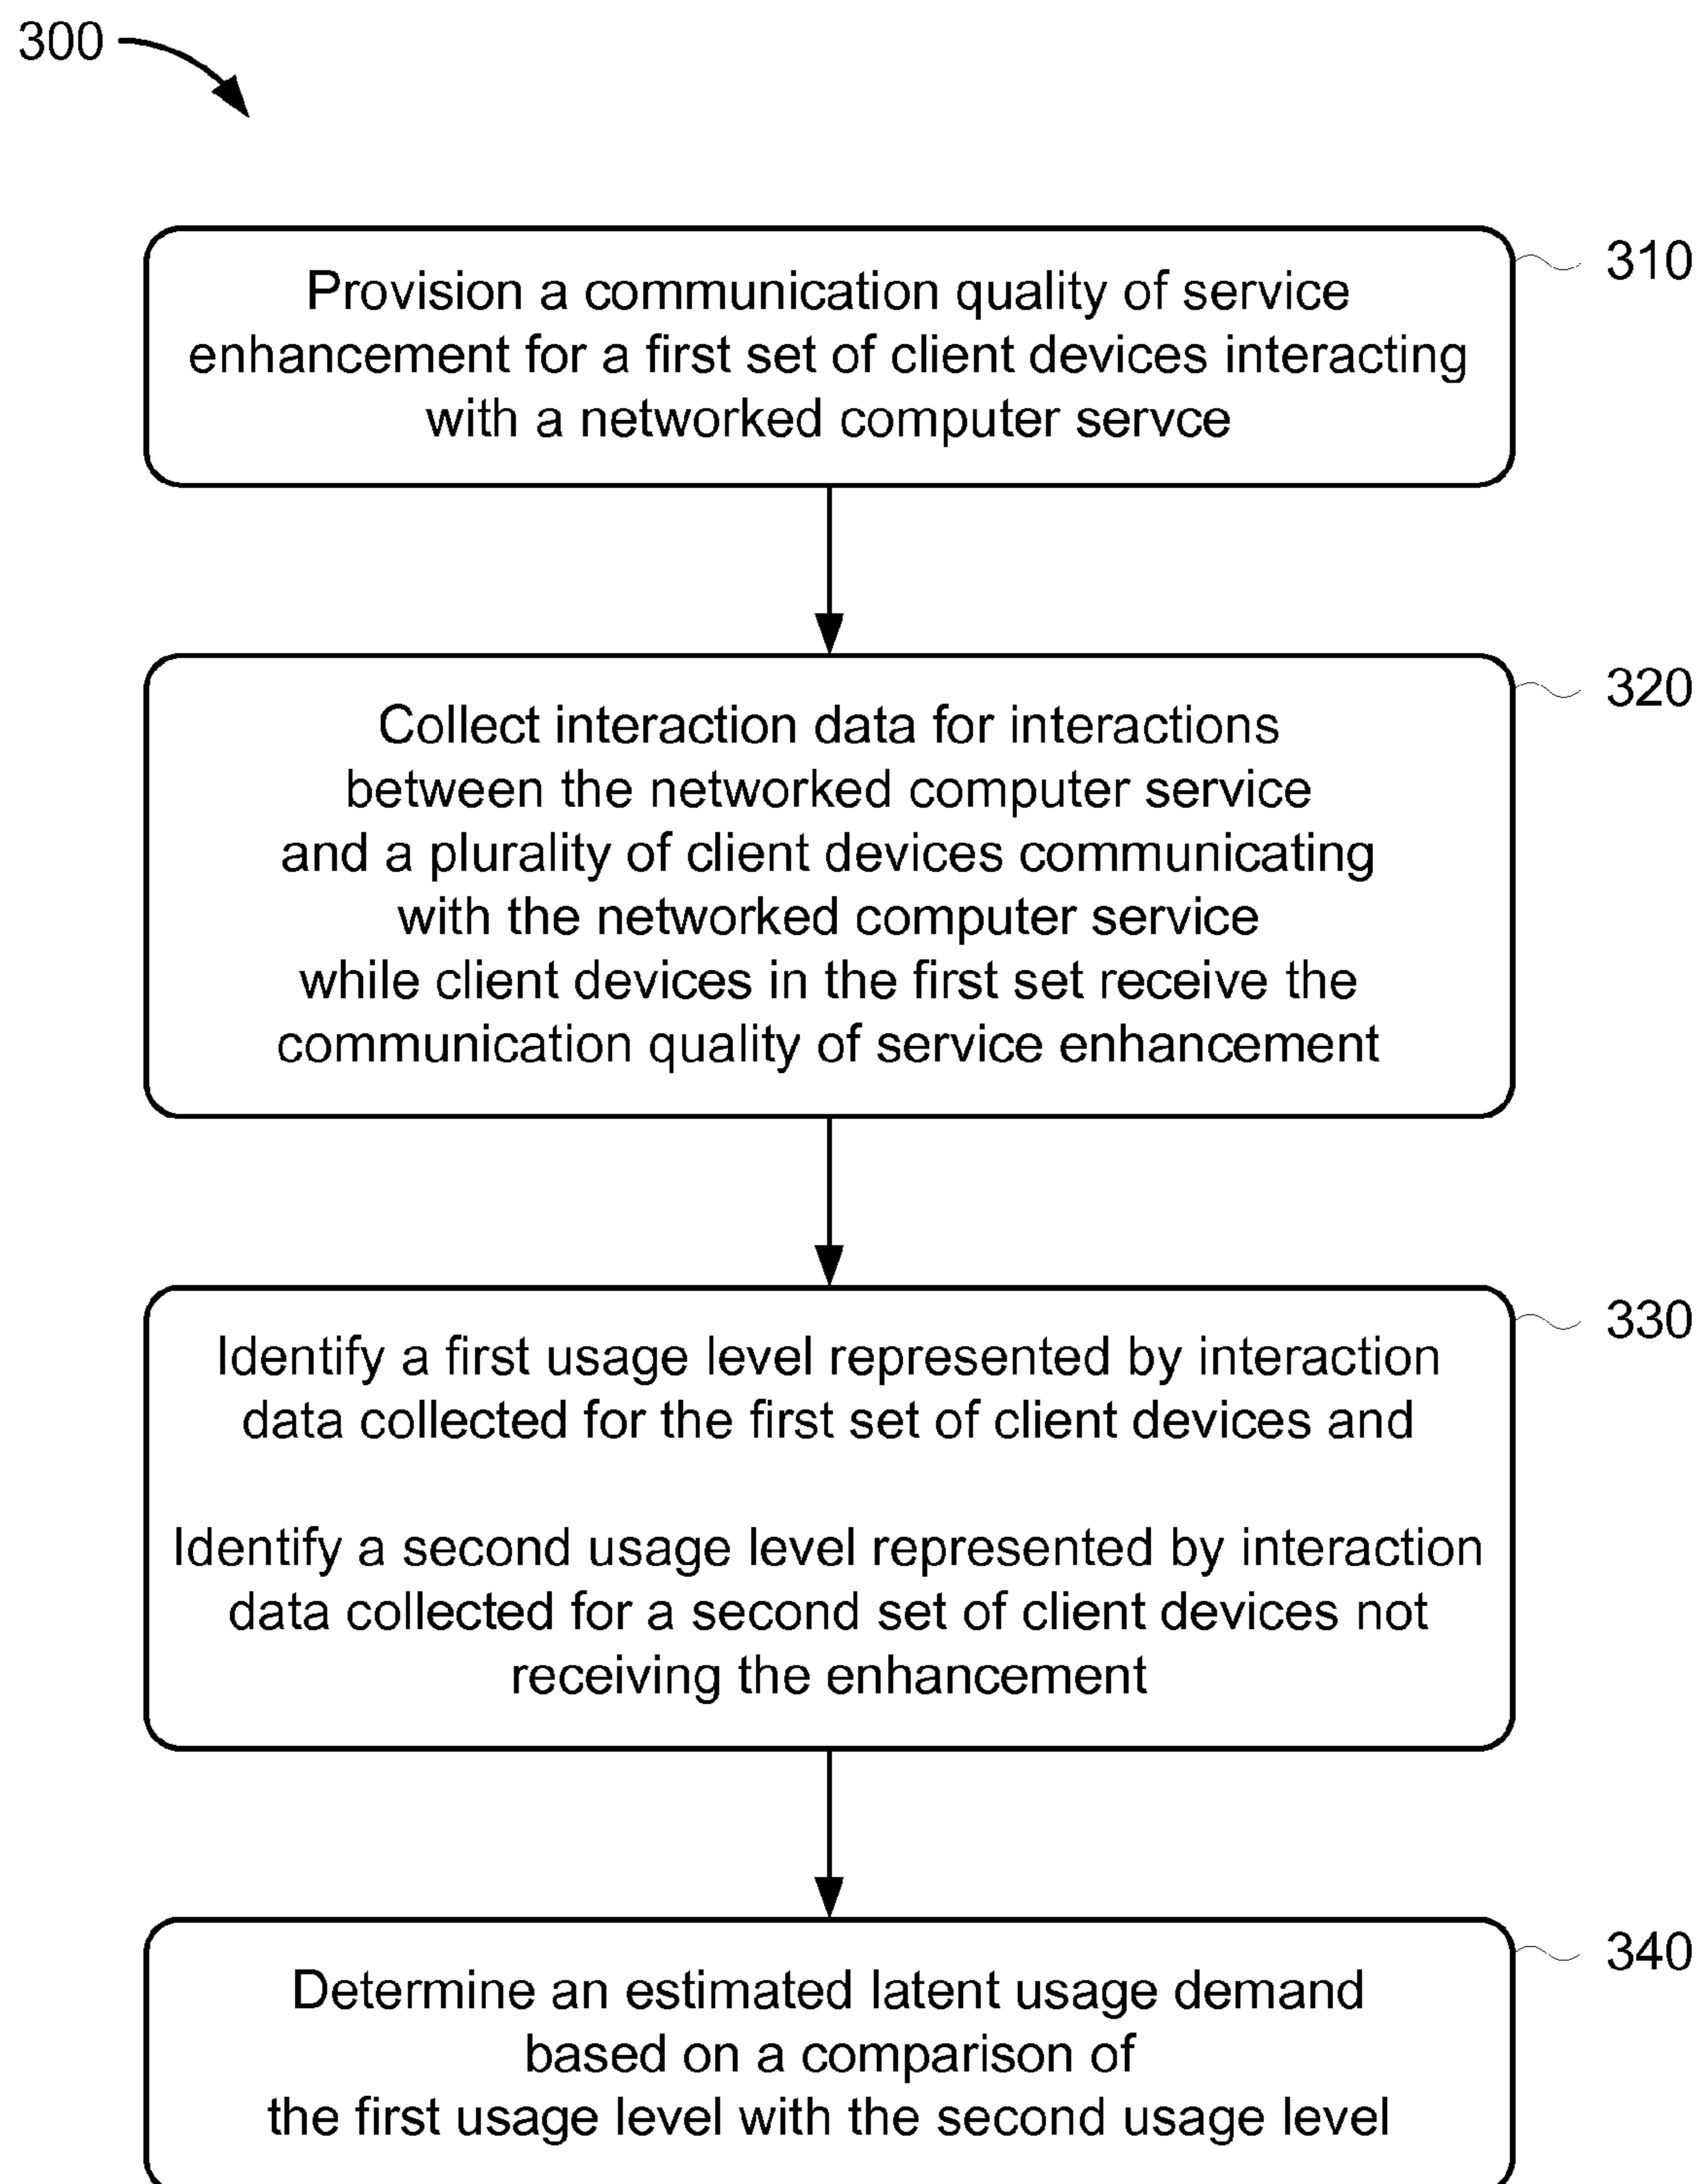 300
310
Provision a communication quality of service
enhancement for a first set of client devices interacting
with a networked computer servce
320
Collect interaction data for interactions
between the networked computer service
and a plurality of client devices communicating
with the networked computer service
while client devices in the first set receive the
communication quality of service enhancement
330
Identify a first usage level represented by interaction
data collected for the first set of client devices and
Identify a second usage level represented by interaction
data collected for a second set of client devices not
receiving the enhancement
340
Determine an estimated latent usage demand
based on a comparison of
the first usage level with the second usage level